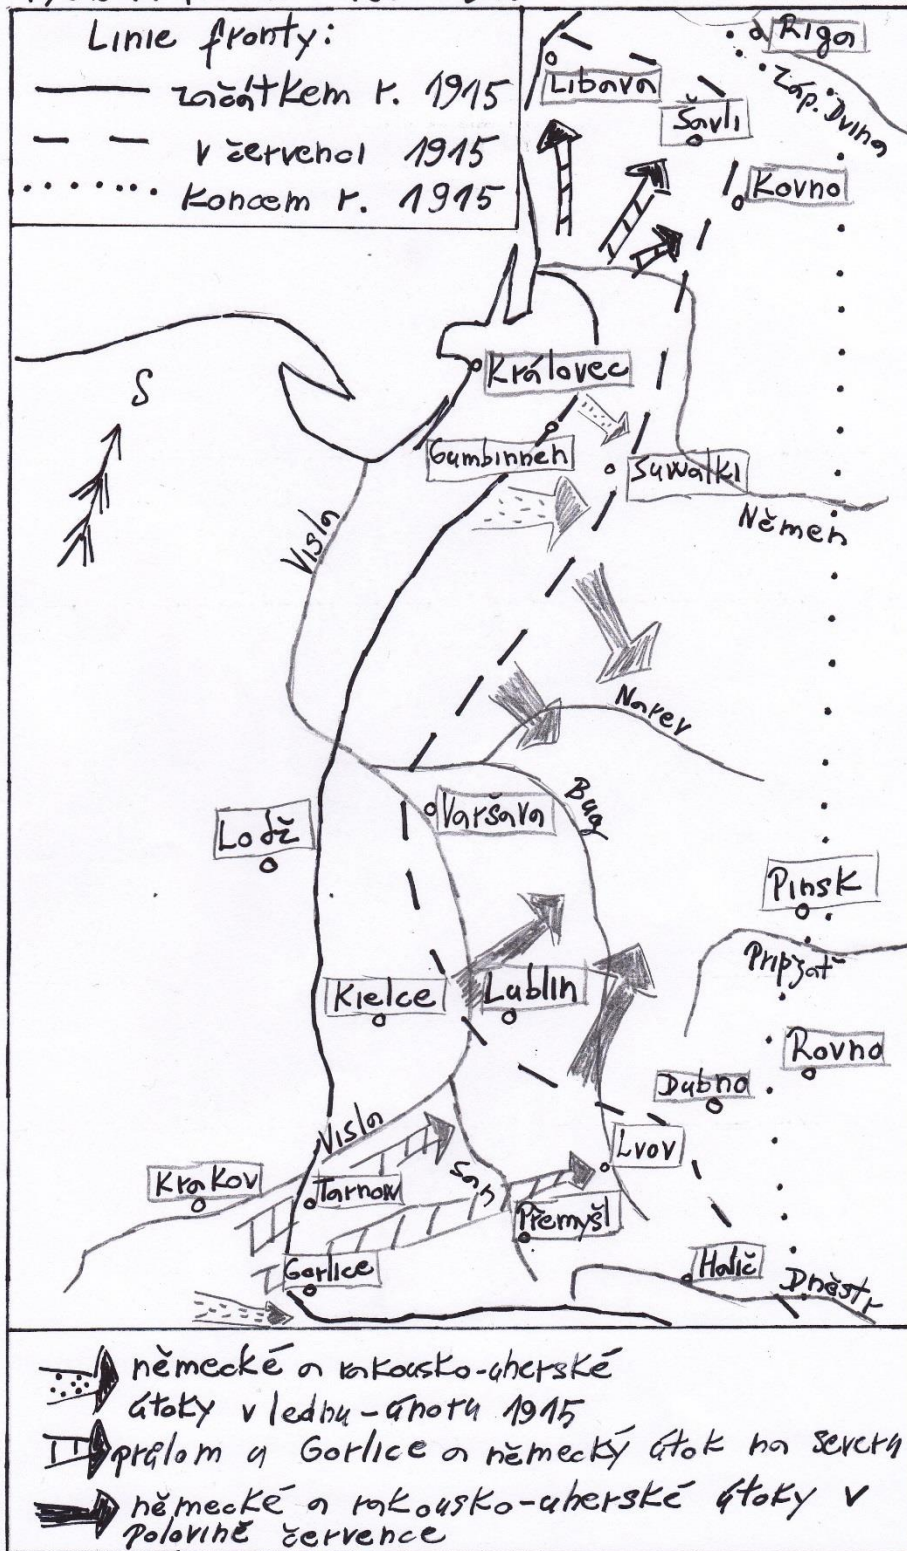 Linie fronty:
začátkem r. 1915
v červenci 1915
koncem r. 1915
Riga
Záp. Dvina
Libava
Šavli
Kovno
S
Královec
Gumbinnen
Suwalki
Němen
Visla
Narev
Bug
Varšava
Lodž
Pinsk
Pripjať
Kielce
Lublin
Rovno
Dubno
Visla
San
Lvov
Krakov
Tarnow
Přemyšl
Gorlice
Halič
Dněstr
německé a rakousko-uherské
útoky v lednu-únoru 1915
průlom u Gorlice a německý útok na severu
německé a rakousko-uherské útoky v
polovině července